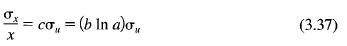 σₓ/x = cσᵤ = (b ln a)σᵤ (3.37)